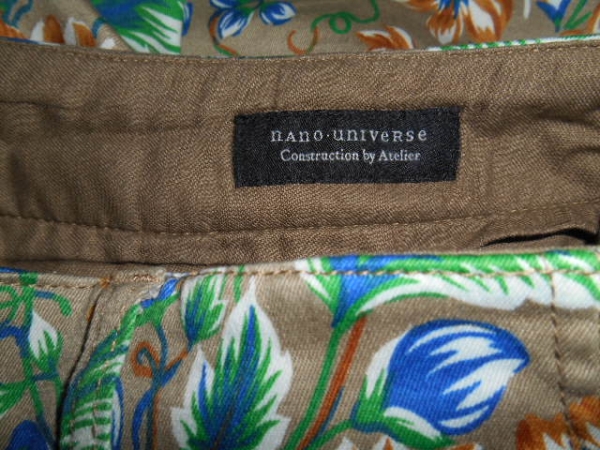 nano·universe
Construction by Atelier